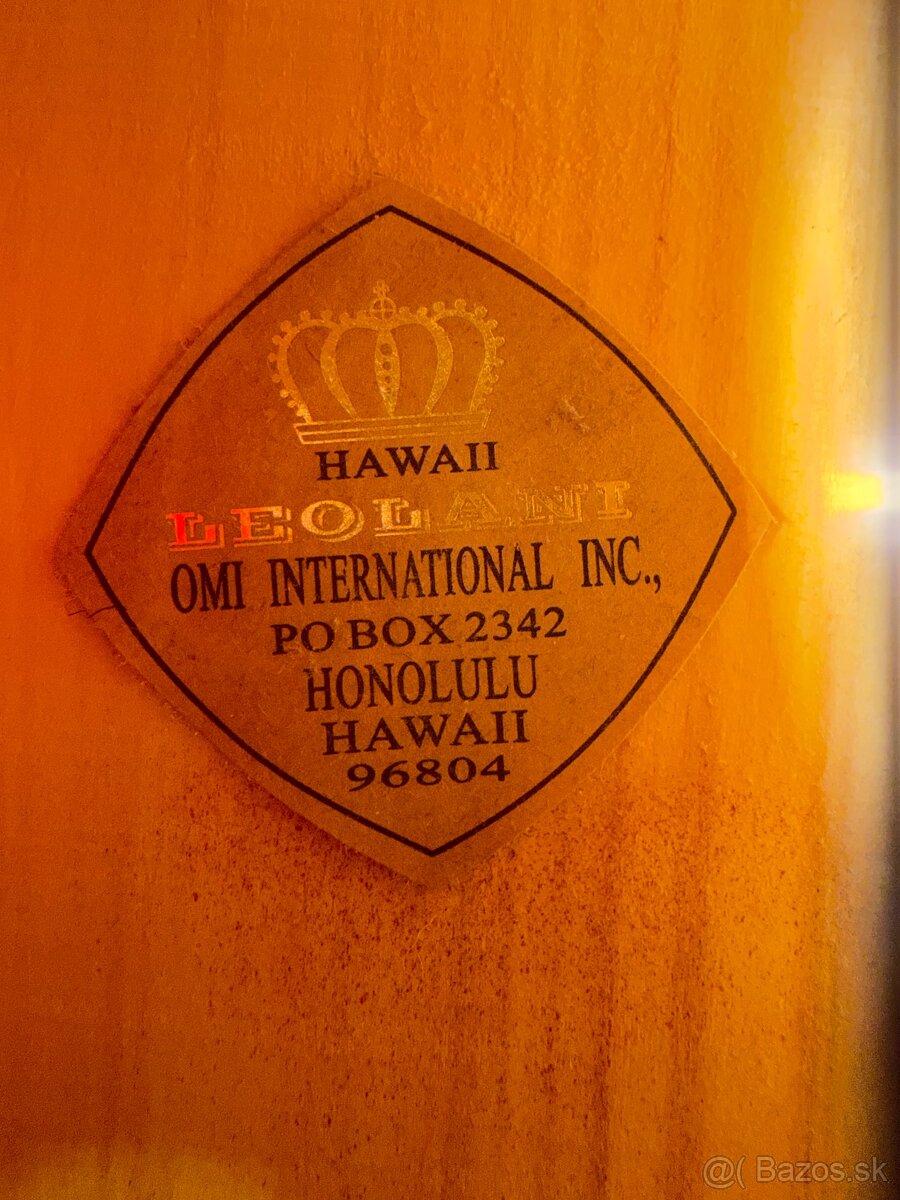 HAWAII
LEOLANI
OMI INTERNATIONAL INC.,
PO BOX 2342
HONOLULU
HAWAII
96804
@( Bazos.sk